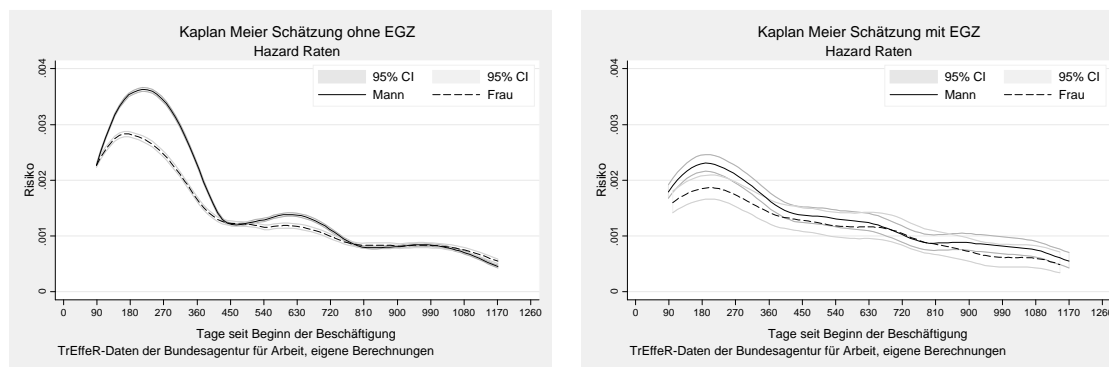 Kaplan Meier Schätzung ohne EGZ
Hazard Raten
95% CI 95% CI
Mann Frau
Risiko
.004
.003
.002
.001
0
0 90 180 270 360 450 540 630 720 810 900 990 1080 1170 1260
Tage seit Beginn der Beschäftigung
TrEffeR-Daten der Bundesagentur für Arbeit, eigene Berechnungen
Kaplan Meier Schätzung mit EGZ
Hazard Raten
95% CI 95% CI
Mann Frau
Risiko
.004
.003
.002
.001
0
0 90 180 270 360 450 540 630 720 810 900 990 1080 1170 1260
Tage seit Beginn der Beschäftigung
TrEffeR-Daten der Bundesagentur für Arbeit, eigene Berechnungen